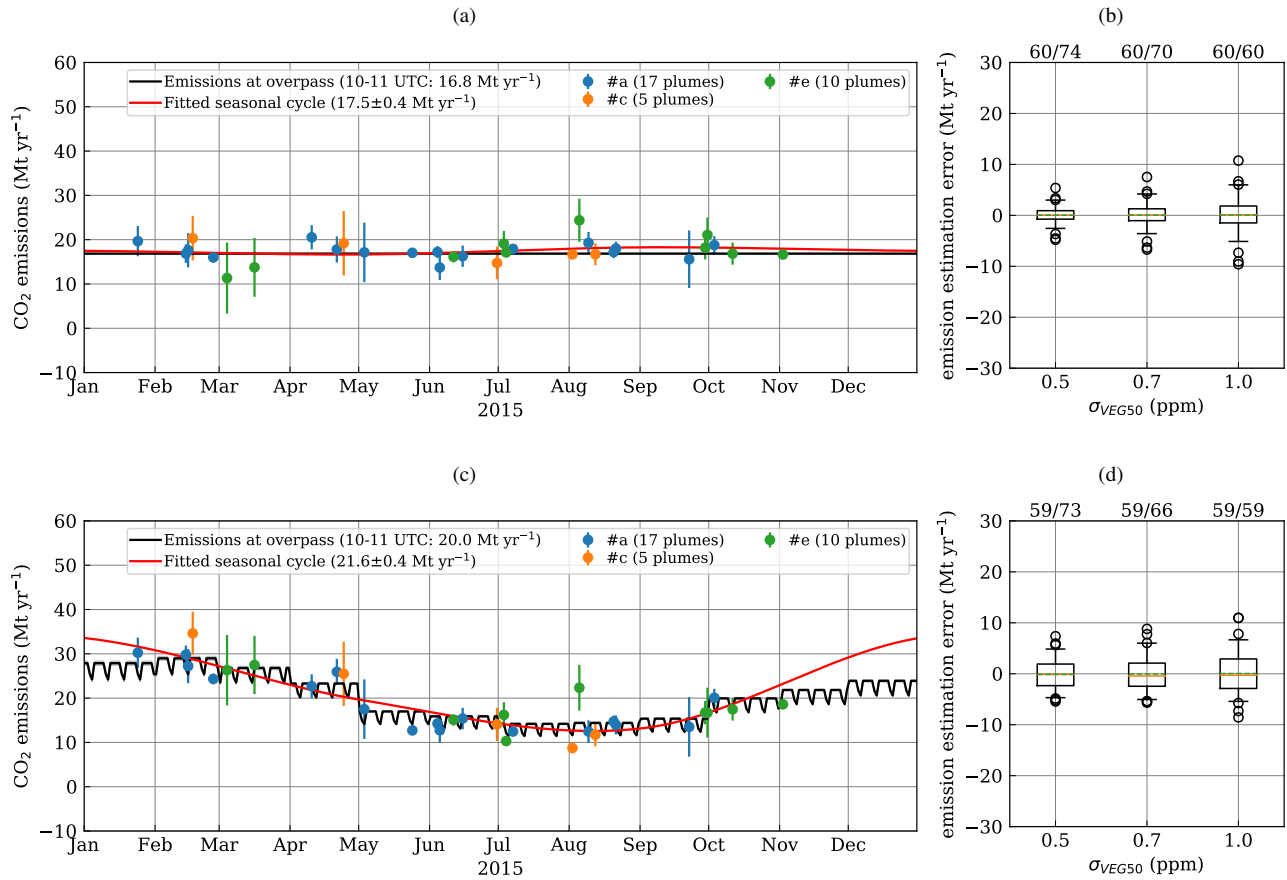 (a)
60
50
40
30
20
10
0
−10
CO₂ emissions (Mt yr⁻¹)
Emissions at overpass (10-11 UTC: 16.8 Mt yr⁻¹)
Fitted seasonal cycle (17.5±0.4 Mt yr⁻¹)
#a (17 plumes)
#c (5 plumes)
#e (10 plumes)
Jan Feb Mar Apr May Jun Jul Aug Sep Oct Nov Dec
2015
(b)
60/74 60/70 60/60
30
20
10
0
−10
−20
−30
emission estimation error (Mt yr⁻¹)
0.5 0.7 1.0
σVEG50 (ppm)
(c)
60
50
40
30
20
10
0
−10
CO₂ emissions (Mt yr⁻¹)
Emissions at overpass (10-11 UTC: 20.0 Mt yr⁻¹)
Fitted seasonal cycle (21.6±0.4 Mt yr⁻¹)
#a (17 plumes)
#c (5 plumes)
#e (10 plumes)
Jan Feb Mar Apr May Jun Jul Aug Sep Oct Nov Dec
2015
(d)
59/73 59/66 59/59
30
20
10
0
−10
−20
−30
emission estimation error (Mt yr⁻¹)
0.5 0.7 1.0
σVEG50 (ppm)